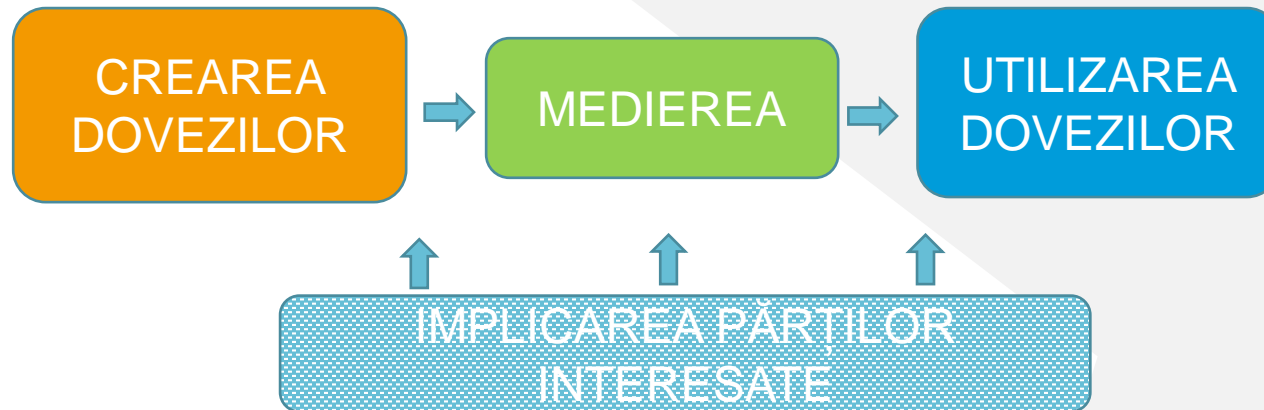 CREAREA
DOVEZILOR
MEDIEREA
UTILIZAREA
DOVEZILOR
IMPLICAREA PĂRȚILOR
INTERESATE